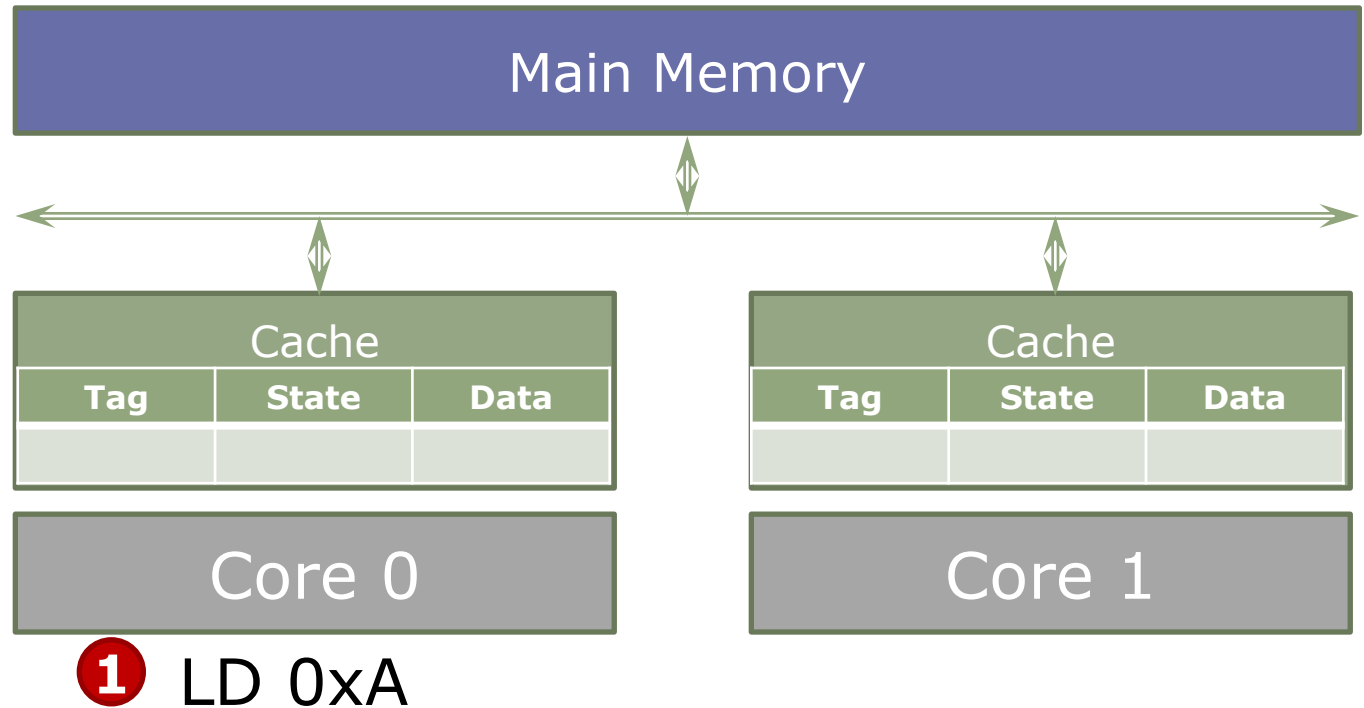 Main Memory
Cache
Tag State Data
Cache
Tag State Data
Core 0
Core 1
1 LD 0xA